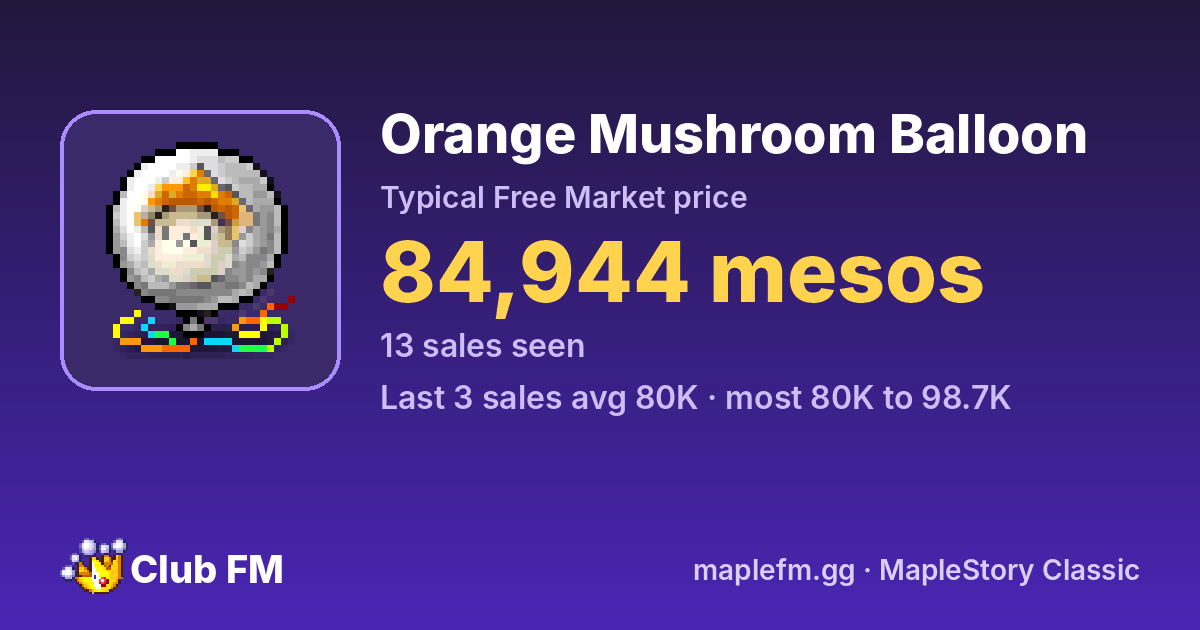 Orange Mushroom Balloon
Typical Free Market price
84,944 mesos
13 sales seen
Last 3 sales avg 80K · most 80K to 98.7K
Club FM
maplefm.gg · MapleStory Classic